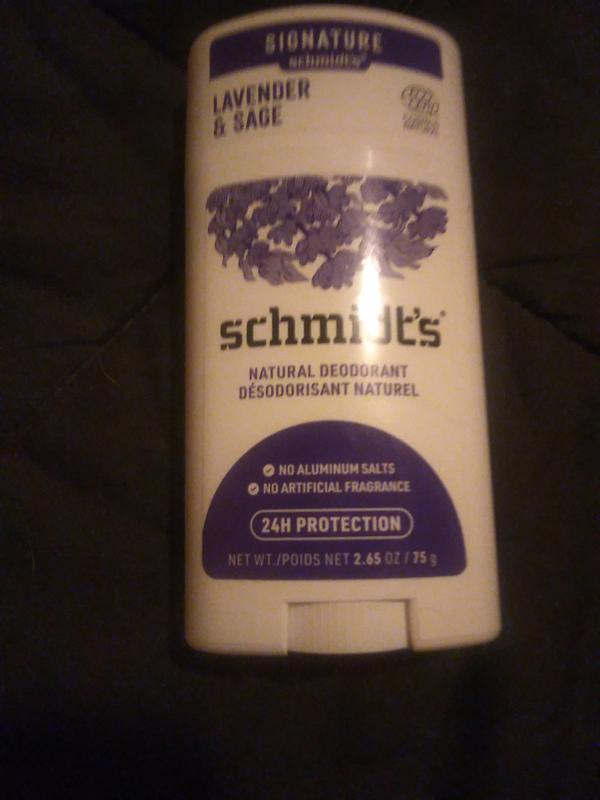 SIGNATURE
schmidt's
LAVENDER
& SAGE
schmidt's
NATURAL DEODORANT
DÉSODORISANT NATUREL
NO ALUMINUM SALTS
NO ARTIFICIAL FRAGRANCE
24H PROTECTION
NET WT./POIDS NET 2.65 OZ / 75 g